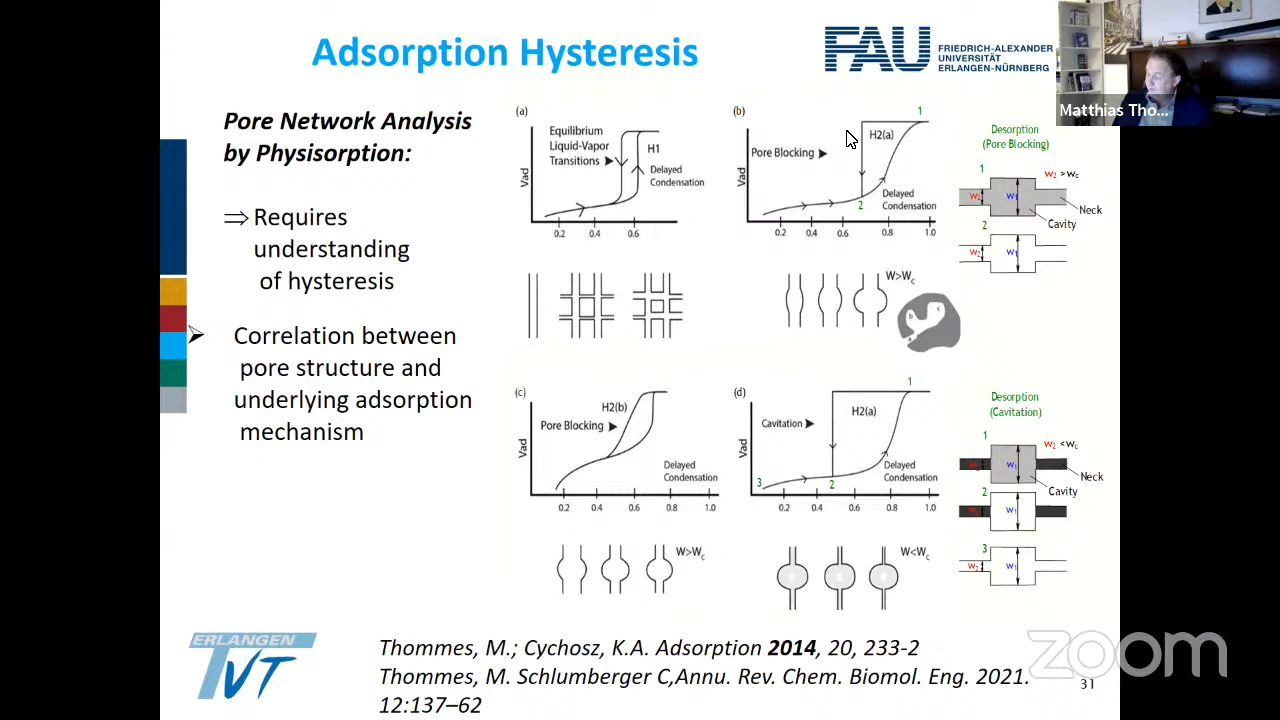 Adsorption Hysteresis
FAU
FRIEDRICH-ALEXANDER
UNIVERSITÄT
ERLANGEN-NÜRNBERG
Matthias Tho...
Pore Network Analysis
by Physisorption:
⇒ Requires
understanding
of hysteresis
➢ Correlation between
pore structure and
underlying adsorption
mechanism
(a)
Equilibrium
Liquid-Vapor
Transitions
H1
Delayed
Condensation
Vad
0.2 0.4 0.6
(b)
1
H2(a)
Pore Blocking
Delayed
Condensation
2
Vad
0.2 0.4 0.6 0.8 1.0
W>Wc
b
c
Desorption
(Pore Blocking)
1
w2 >wc
w2
w1
Neck
Cavity
2
w2
w1
(c)
H2(b)
Pore Blocking
Delayed
Condensation
Vad
0.2 0.4 0.6 0.8 1.0
W>Wc
(d)
1
H2(a)
Cavitation
Delayed
Condensation
3
2
Vad
0.2 0.4 0.6 0.8 1.0
W<Wc
Desorption
(Cavitation)
1
w2 <wc
w1
Neck
Cavity
2
w2
w1
3
w2
w1
ERLANGEN
TVT
Thommes, M.; Cychosz, K.A. Adsorption 2014, 20, 233-2
Thommes, M. Schlumberger C,Annu. Rev. Chem. Biomol. Eng. 2021.
12:137–62
zoom
31